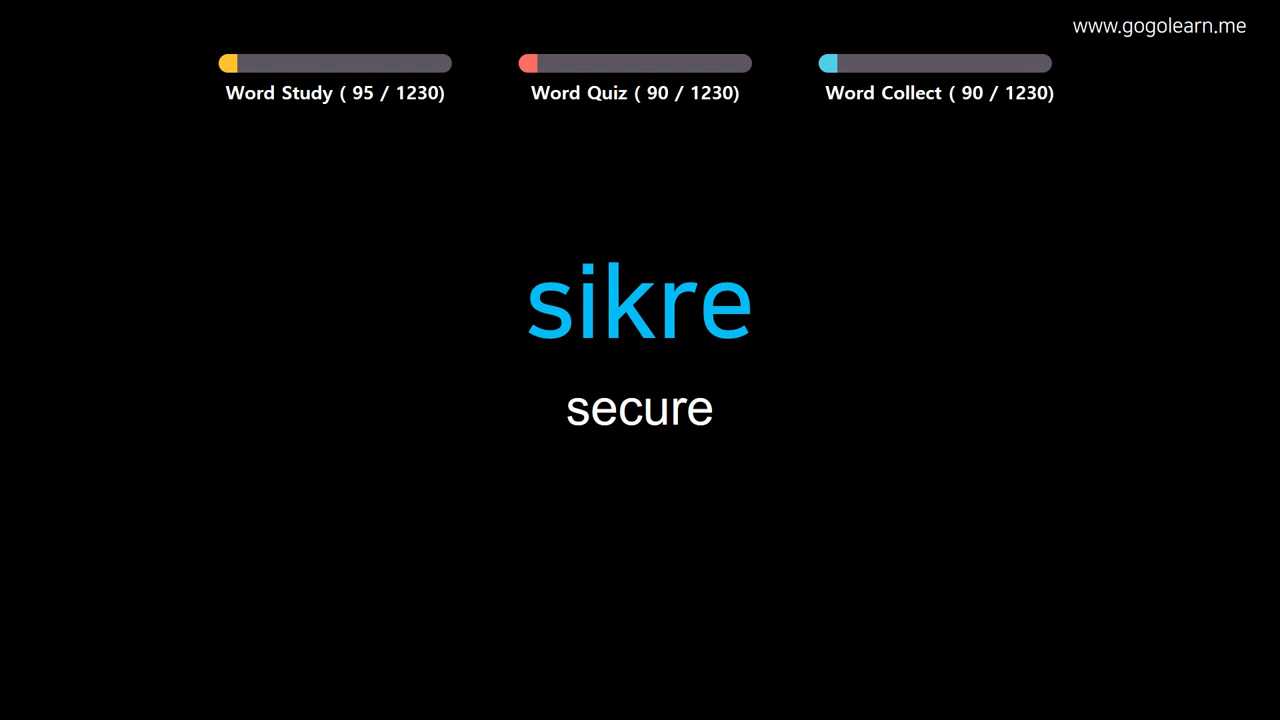 www.gogolearn.me
Word Study ( 95 / 1230)
Word Quiz ( 90 / 1230)
Word Collect ( 90 / 1230)
sikre
secure